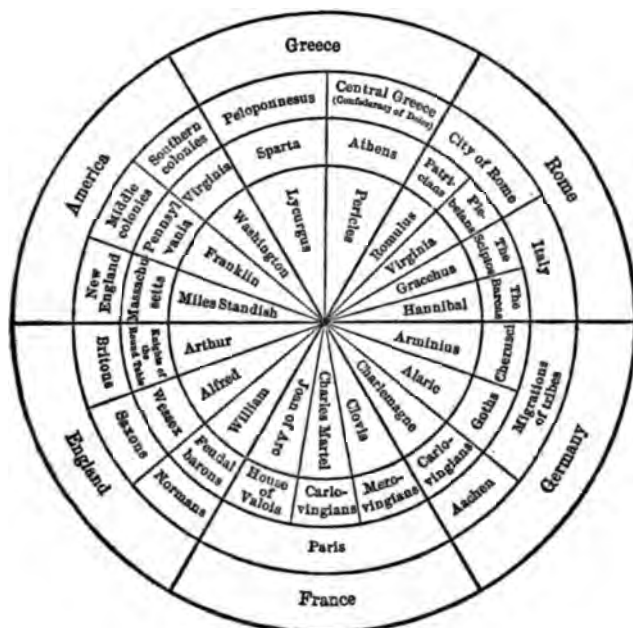 Greece
Peloponnesus
Central Greece
(Confederacy of Delos)
Sparta
Athens
Lycurgus
Pericles
Rome
City of Rome
Italy
Patri-
cians
Ple-
beians
The
Scipios
The
Barcas
Romulus
Virginia
Gracchus
Hannibal
Germany
Migrations
of tribes
Aachen
Cherusci
Goths
Carlo-
vingians
Arminius
Alaric
Charlemagne
France
Paris
Mero-
vingians
Carlo-
vingians
House
of
Valois
Clovis
Charles Martel
Joan of Arc
England
Normans
Saxons
Britons
Feudal
barons
Wessex
Knights of
the
Round Table
William
Alfred
Arthur
America
New
England
Middle
colonies
Southern
colonies
Massachu
setts
Pennsyl
vania
Virginia
Miles Standish
Franklin
Washington